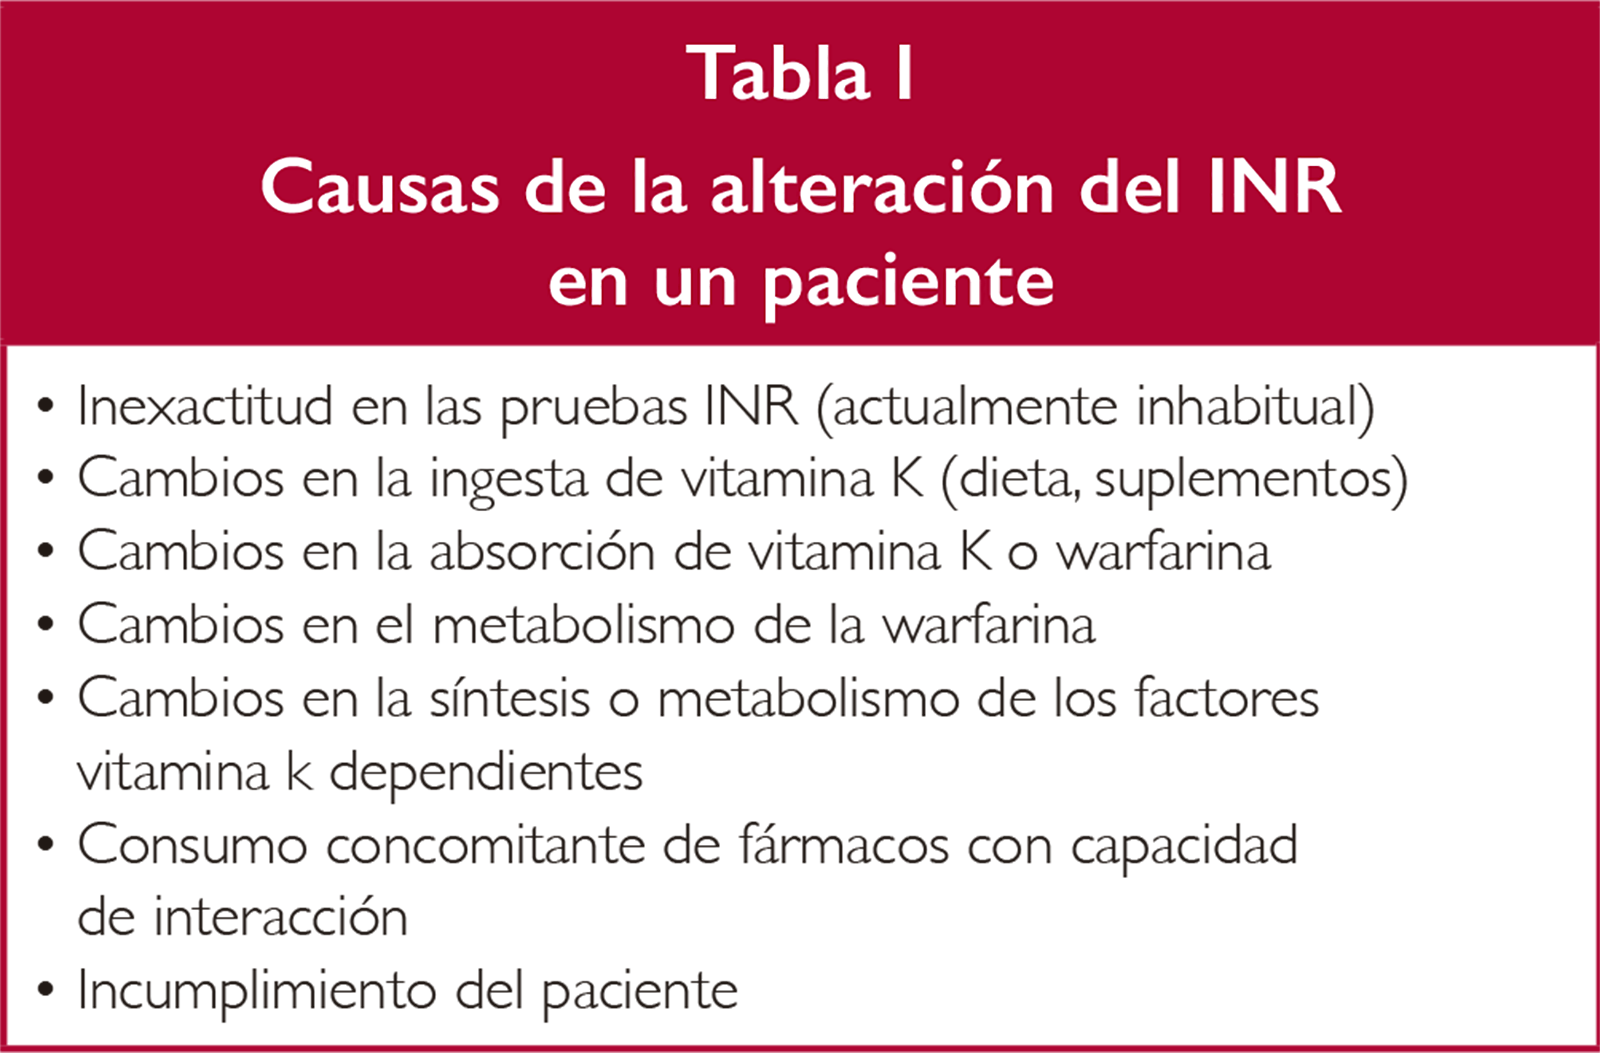 Tabla I
Causas de la alteración del INR
en un paciente
• Inexactitud en las pruebas INR (actualmente inhabitual)
• Cambios en la ingesta de vitamina K (dieta, suplementos)
• Cambios en la absorción de vitamina K o warfarina
• Cambios en el metabolismo de la warfarina
• Cambios en la síntesis o metabolismo de los factores
vitamina k dependientes
• Consumo concomitante de fármacos con capacidad
de interacción
• Incumplimiento del paciente